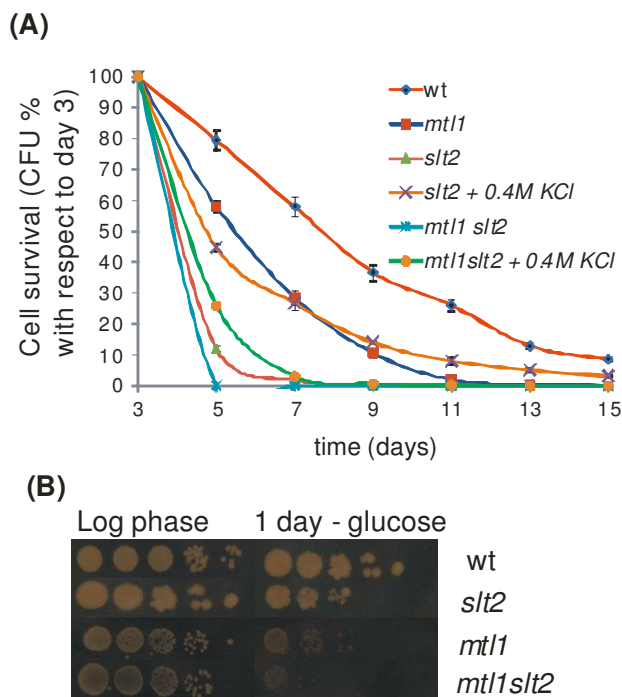 (A)
Cell survival (CFU %
with respect to day 3)
100
90
80
70
60
50
40
30
20
10
0
3 5 7 9 11 13 15
time (days)
wt
mtl1
slt2
slt2 + 0.4M KCl
mtl1 slt2
mtl1slt2 + 0.4M KCl
(B)
Log phase 1 day - glucose
wt
slt2
mtl1
mtl1slt2